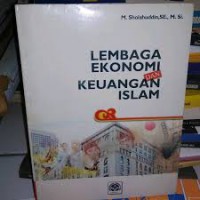 M. Sholahuddin, SE., M. Si.
LEMBAGA
EKONOMI DAN
KEUANGAN
ISLAM